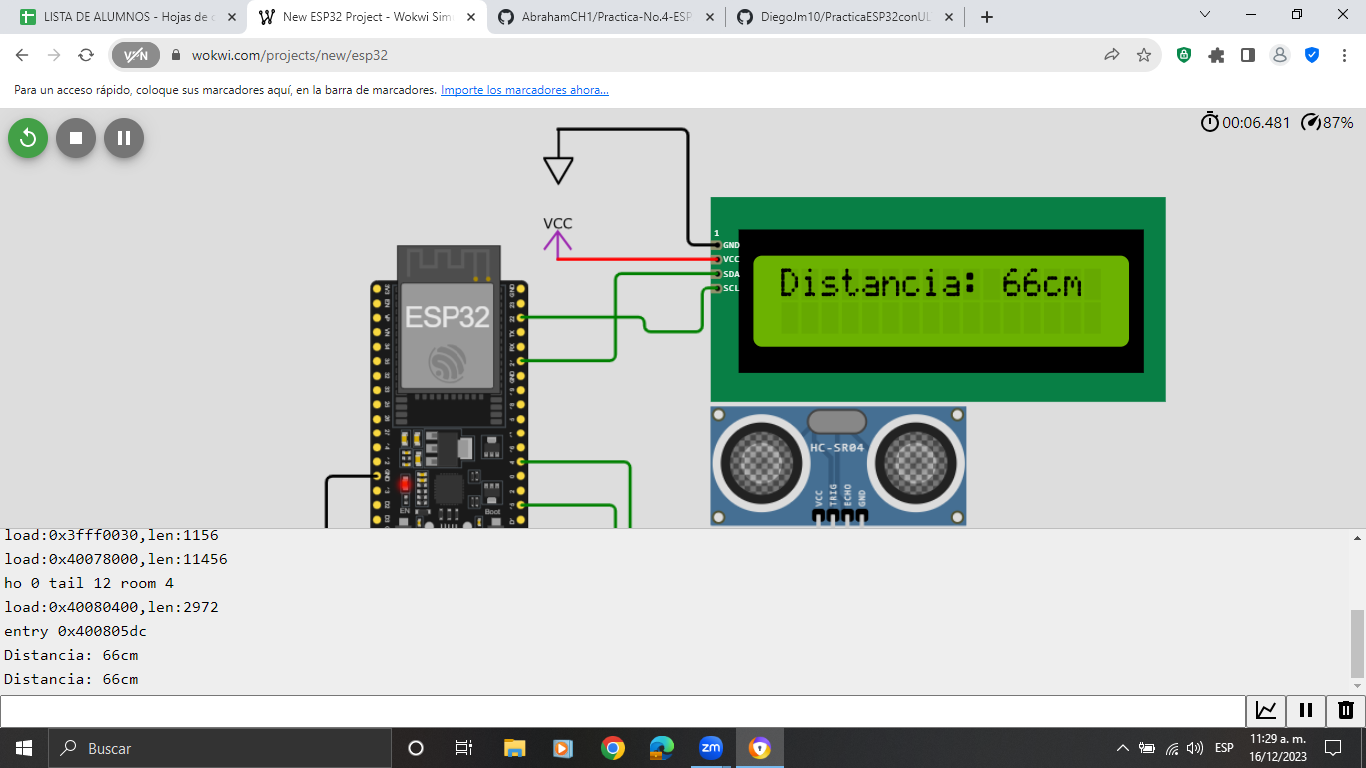 LISTA DE ALUMNOS - Hojas de c
New ESP32 Project - Wokwi Sim
AbrahamCH1/Practica-No.4-ESP
DiegoJm10/PracticaESP32conUL
VPN
wokwi.com/projects/new/esp32
Para un acceso rápido, coloque sus marcadores aquí, en la barra de marcadores. Importe los marcadores ahora...
00:06.481
87%
VCC
1
GND
VCC
SDA
SCL
Distancia: 66cm
ESP32
EN
Boot
HC-SR04
VCC
TRIG
ECHO
GND
load:0x3fff0030,len:1156
load:0x40078000,len:11456
ho 0 tail 12 room 4
load:0x40080400,len:2972
entry 0x400805dc
Distancia: 66cm
Distancia: 66cm
Buscar
zm
ESP
11:29 a. m.
16/12/2023